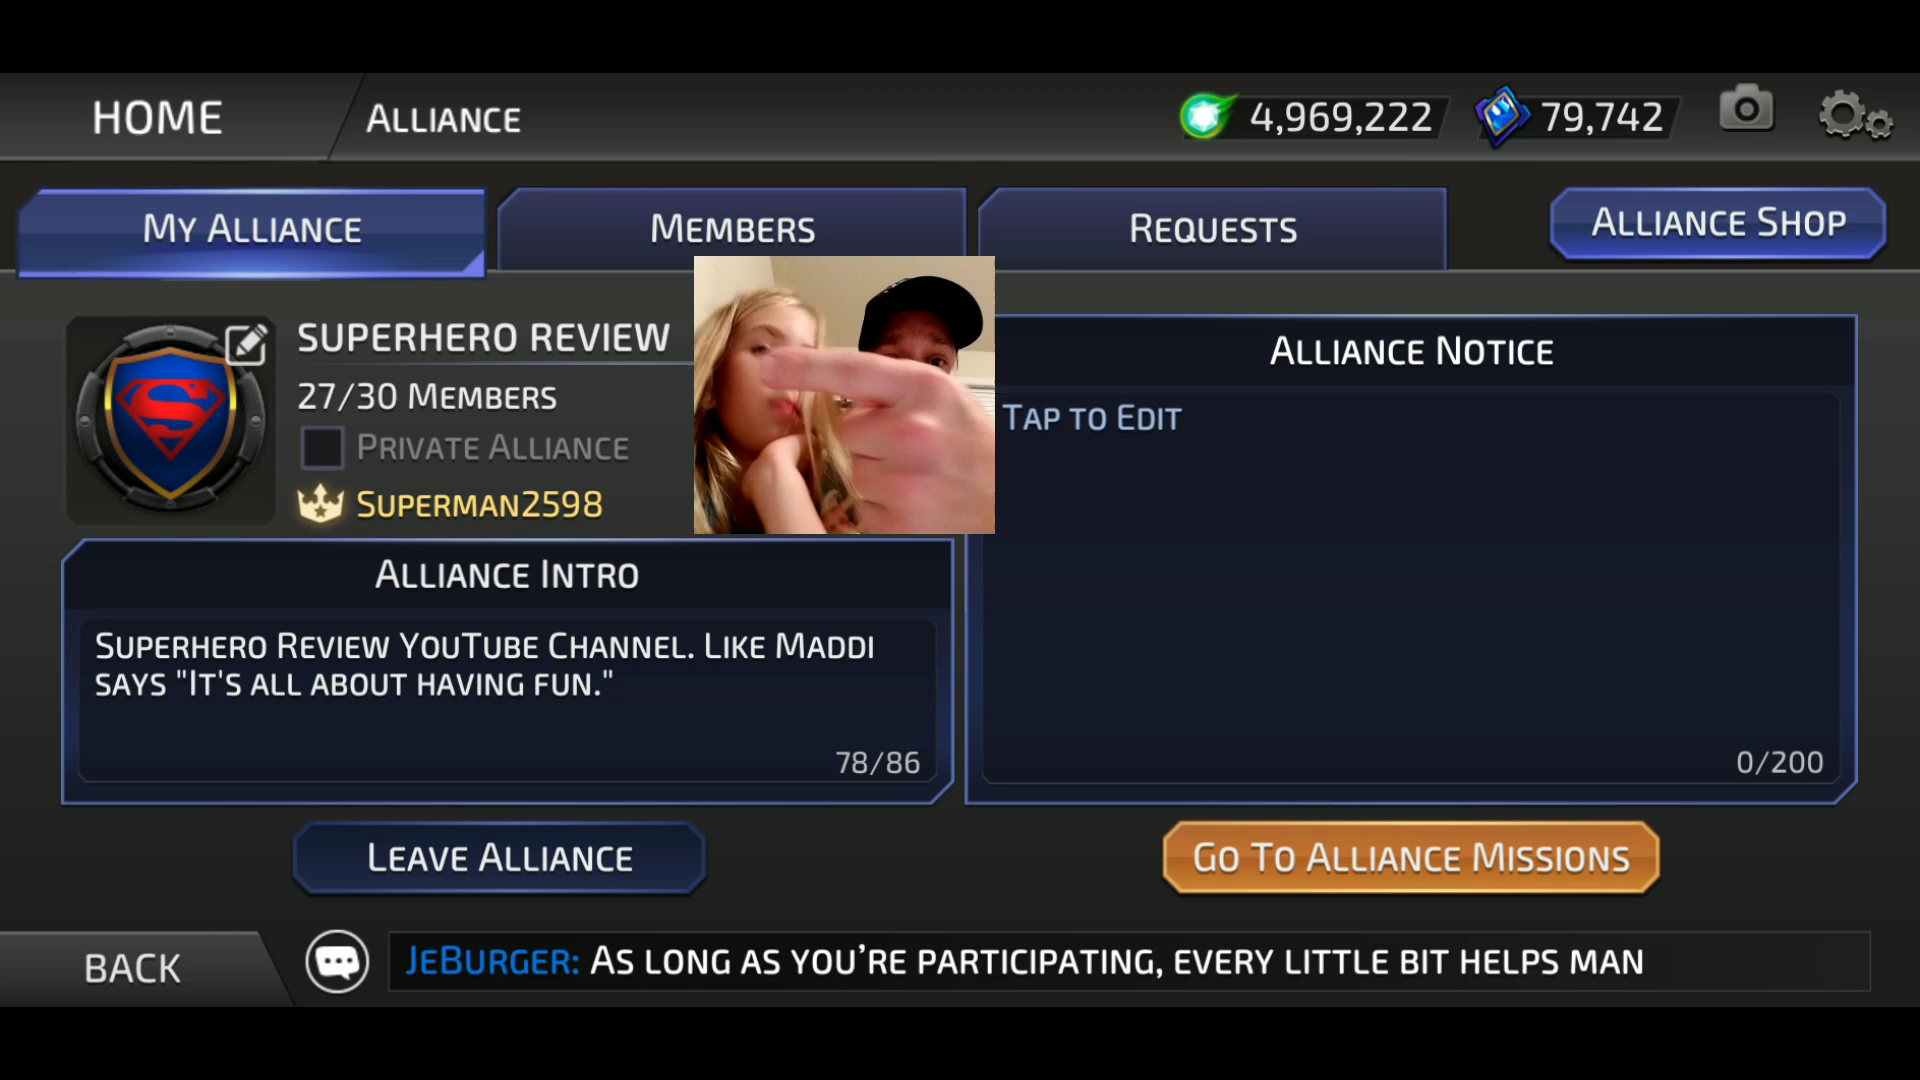 HOME
ALLIANCE
4,969,222
79,742
MY ALLIANCE
MEMBERS
REQUESTS
ALLIANCE SHOP
SUPERHERO REVIEW
27/30 MEMBERS
PRIVATE ALLIANCE
SUPERMAN2598
ALLIANCE NOTICE
TAP TO EDIT
0/200
ALLIANCE INTRO
SUPERHERO REVIEW YOUTUBE CHANNEL. LIKE MADDI
SAYS "IT'S ALL ABOUT HAVING FUN."
78/86
LEAVE ALLIANCE
GO TO ALLIANCE MISSIONS
BACK
JEBURGER: AS LONG AS YOU’RE PARTICIPATING, EVERY LITTLE BIT HELPS MAN